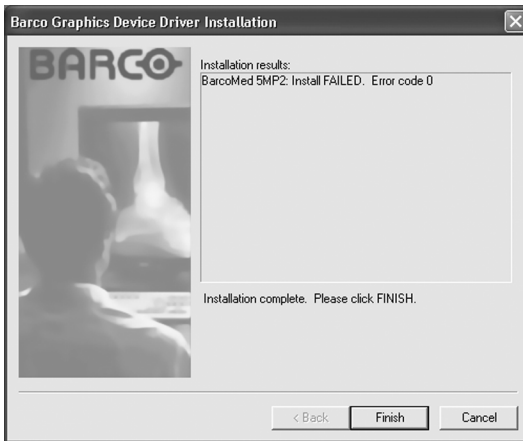 Barco Graphics Device Driver Installation
BARCO
Installation results:
BarcoMed 5MP2: Install FAILED. Error code 0
Installation complete. Please click FINISH.
< Back
Finish
Cancel